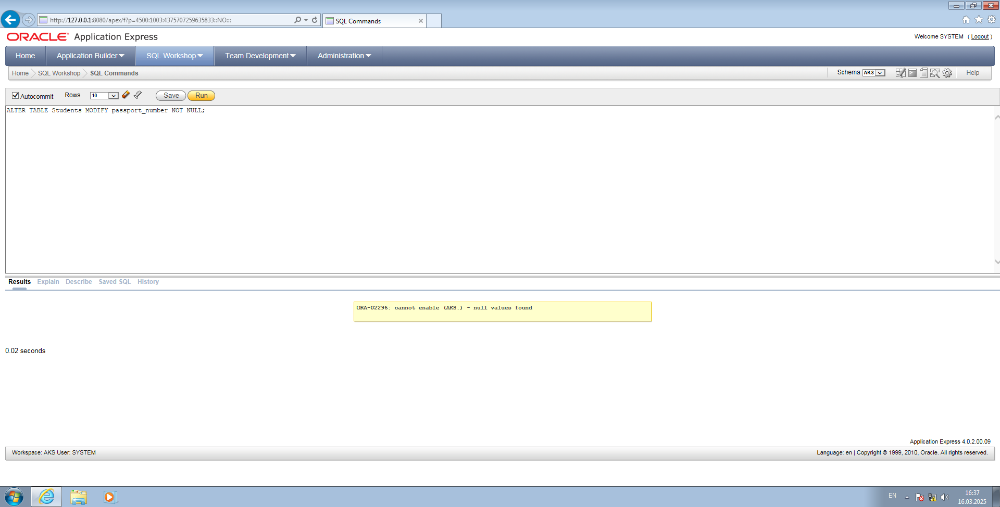 http://127.0.0.1:8080/apex/f?p=4500:1003:4375707259635833::NO:::
SQL Commands
ORACLE Application Express
Welcome SYSTEM ( Logout )
Home Application Builder SQL Workshop Team Development Administration
Home SQL Workshop SQL Commands Schema AKS Help
Autocommit Rows 10 Save Run
ALTER TABLE Students MODIFY passport_number NOT NULL;
Results Explain Describe Saved SQL History
ORA-02296: cannot enable (AKS.) - null values found
0.02 seconds
Application Express 4.0.2.00.09
Workspace: AKS User: SYSTEM Language: en | Copyright © 1999, 2010, Oracle. All rights reserved.
EN 16:37
16.03.2025